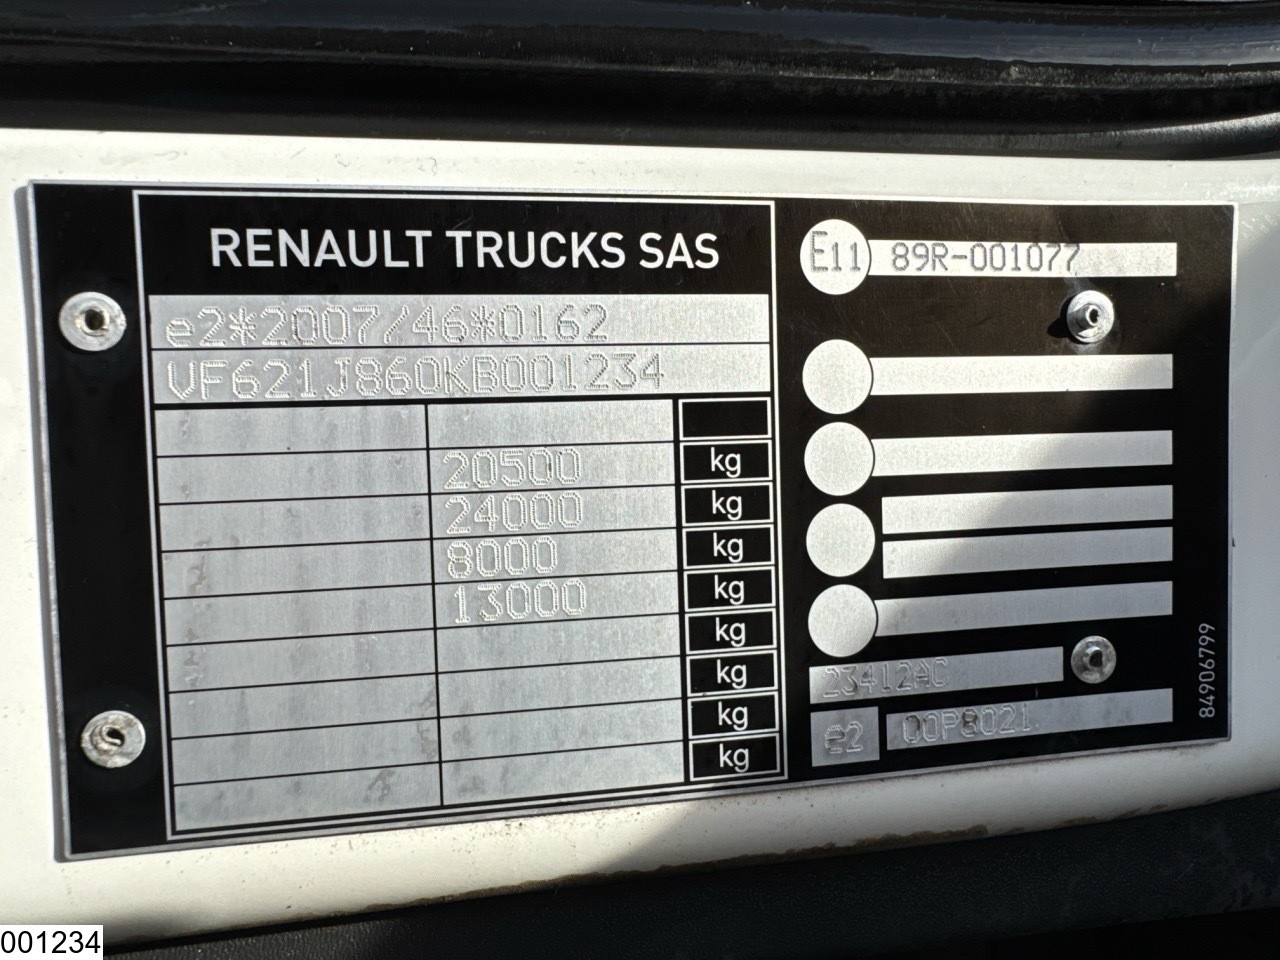 RENAULT TRUCKS SAS
e2*2007/46*0162
VF621J860KB001234
20500 kg
24000 kg
8000 kg
13000 kg
kg
kg
kg
kg
E11 89R-001077
23412AC
e2 00P8021
84906799
001234